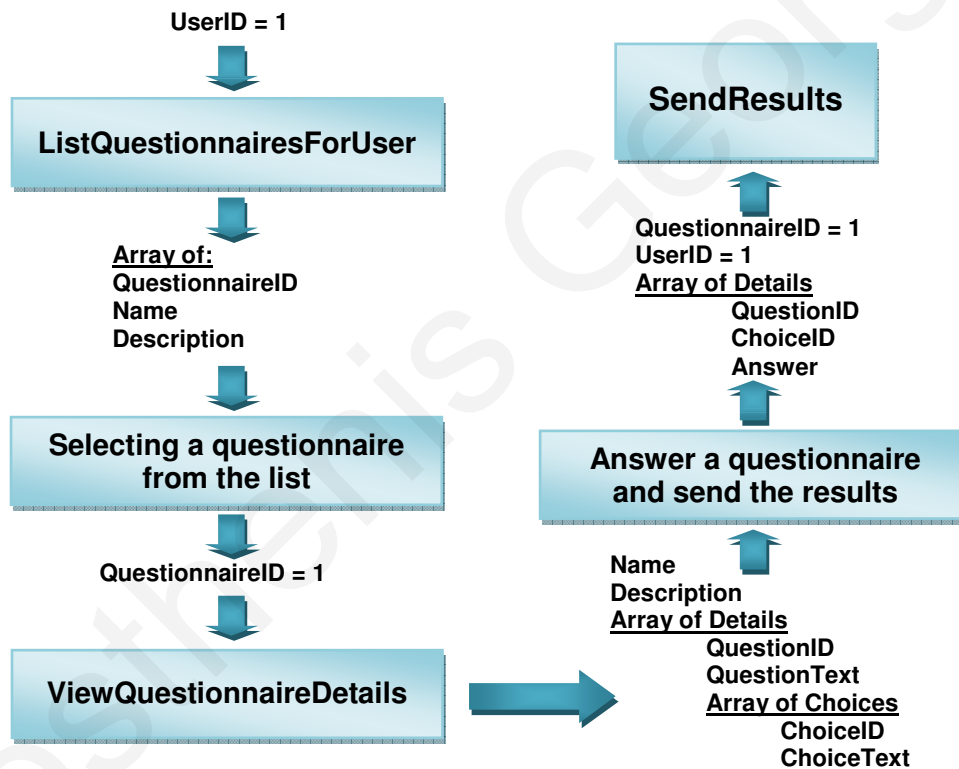 UserID = 1
ListQuestionnairesForUser
Array of:
QuestionnaireID
Name
Description
Selecting a questionnaire
from the list
QuestionnaireID = 1
ViewQuestionnaireDetails
Name
Description
Array of Details
QuestionID
QuestionText
Array of Choices
ChoiceID
ChoiceText
Answer a questionnaire
and send the results
QuestionnaireID = 1
UserID = 1
Array of Details
QuestionID
ChoiceID
Answer
SendResults